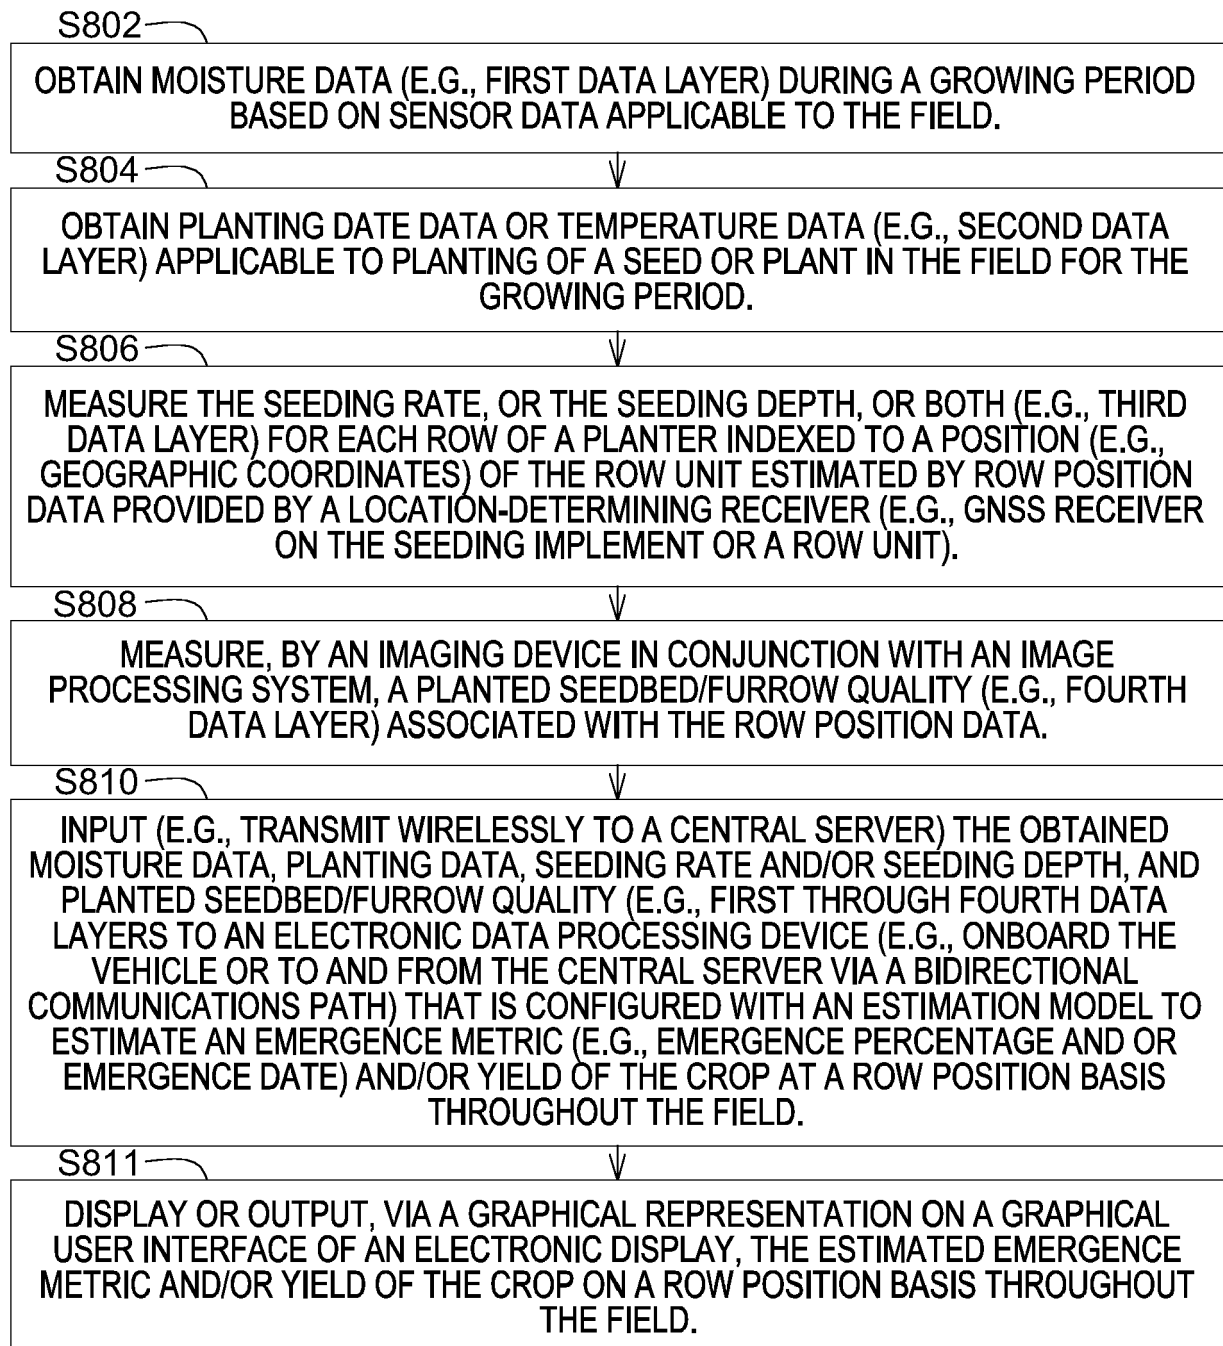 S802
OBTAIN MOISTURE DATA (E.G., FIRST DATA LAYER) DURING A GROWING PERIOD
BASED ON SENSOR DATA APPLICABLE TO THE FIELD.
S804
OBTAIN PLANTING DATE DATA OR TEMPERATURE DATA (E.G., SECOND DATA
LAYER) APPLICABLE TO PLANTING OF A SEED OR PLANT IN THE FIELD FOR THE
GROWING PERIOD.
S806
MEASURE THE SEEDING RATE, OR THE SEEDING DEPTH, OR BOTH (E.G., THIRD
DATA LAYER) FOR EACH ROW OF A PLANTER INDEXED TO A POSITION (E.G.,
GEOGRAPHIC COORDINATES) OF THE ROW UNIT ESTIMATED BY ROW POSITION
DATA PROVIDED BY A LOCATION-DETERMINING RECEIVER (E.G., GNSS RECEIVER
ON THE SEEDING IMPLEMENT OR A ROW UNIT).
S808
MEASURE, BY AN IMAGING DEVICE IN CONJUNCTION WITH AN IMAGE
PROCESSING SYSTEM, A PLANTED SEEDBED/FURROW QUALITY (E.G., FOURTH
DATA LAYER) ASSOCIATED WITH THE ROW POSITION DATA.
S810
INPUT (E.G., TRANSMIT WIRELESSLY TO A CENTRAL SERVER) THE OBTAINED
MOISTURE DATA, PLANTING DATA, SEEDING RATE AND/OR SEEDING DEPTH, AND
PLANTED SEEDBED/FURROW QUALITY (E.G., FIRST THROUGH FOURTH DATA
LAYERS TO AN ELECTRONIC DATA PROCESSING DEVICE (E.G., ONBOARD THE
VEHICLE OR TO AND FROM THE CENTRAL SERVER VIA A BIDIRECTIONAL
COMMUNICATIONS PATH) THAT IS CONFIGURED WITH AN ESTIMATION MODEL TO
ESTIMATE AN EMERGENCE METRIC (E.G., EMERGENCE PERCENTAGE AND OR
EMERGENCE DATE) AND/OR YIELD OF THE CROP AT A ROW POSITION BASIS
THROUGHOUT THE FIELD.
S811
DISPLAY OR OUTPUT, VIA A GRAPHICAL REPRESENTATION ON A GRAPHICAL
USER INTERFACE OF AN ELECTRONIC DISPLAY, THE ESTIMATED EMERGENCE
METRIC AND/OR YIELD OF THE CROP ON A ROW POSITION BASIS THROUGHOUT
THE FIELD.